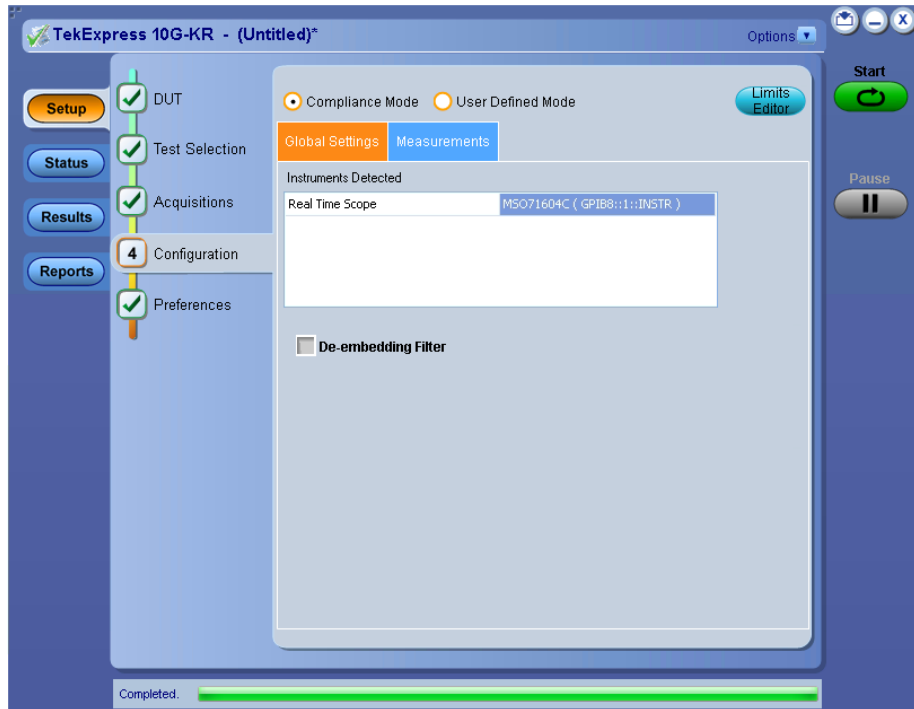 TekExpress 10G-KR - (Untitled)*
Options
Start
Pause
Setup
Status
Results
Reports
DUT
Test Selection
Acquisitions
4 Configuration
Preferences
Compliance Mode
User Defined Mode
Limits
Editor
Global Settings
Measurements
Instruments Detected
Real Time Scope
MSO71604C ( GPIB8::1::INSTR )
De-embedding Filter
Completed.